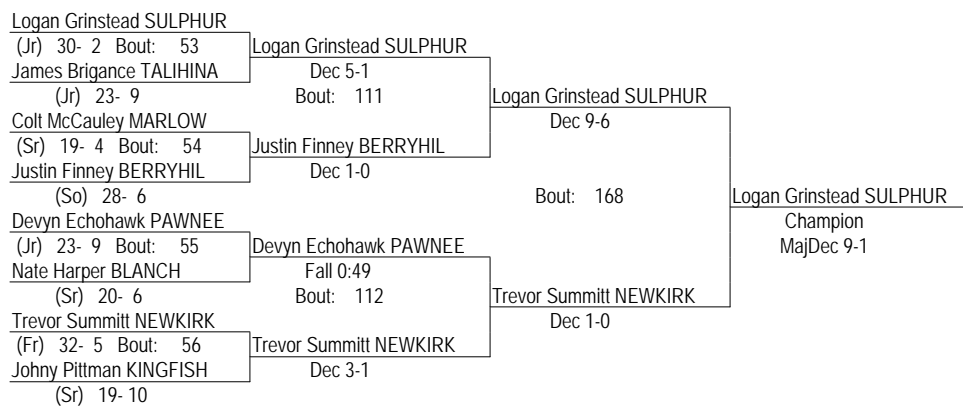 Logan Grinstead SULPHUR
(Jr) 30- 2 Bout: 53
James Brigance TALIHINA
(Jr) 23- 9
Colt McCauley MARLOW
(Sr) 19- 4 Bout: 54
Justin Finney BERRYHIL
(So) 28- 6
Devyn Echohawk PAWNEE
(Jr) 23- 9 Bout: 55
Nate Harper BLANCH
(Sr) 20- 6
Trevor Summitt NEWKIRK
(Fr) 32- 5 Bout: 56
Johny Pittman KINGFISH
(Sr) 19- 10
Logan Grinstead SULPHUR
Dec 5-1
Bout: 111
Justin Finney BERRYHIL
Dec 1-0
Devyn Echohawk PAWNEE
Fall 0:49
Bout: 112
Trevor Summitt NEWKIRK
Dec 3-1
Logan Grinstead SULPHUR
Dec 9-6
Bout: 168
Trevor Summitt NEWKIRK
Dec 1-0
Logan Grinstead SULPHUR
Champion
MajDec 9-1